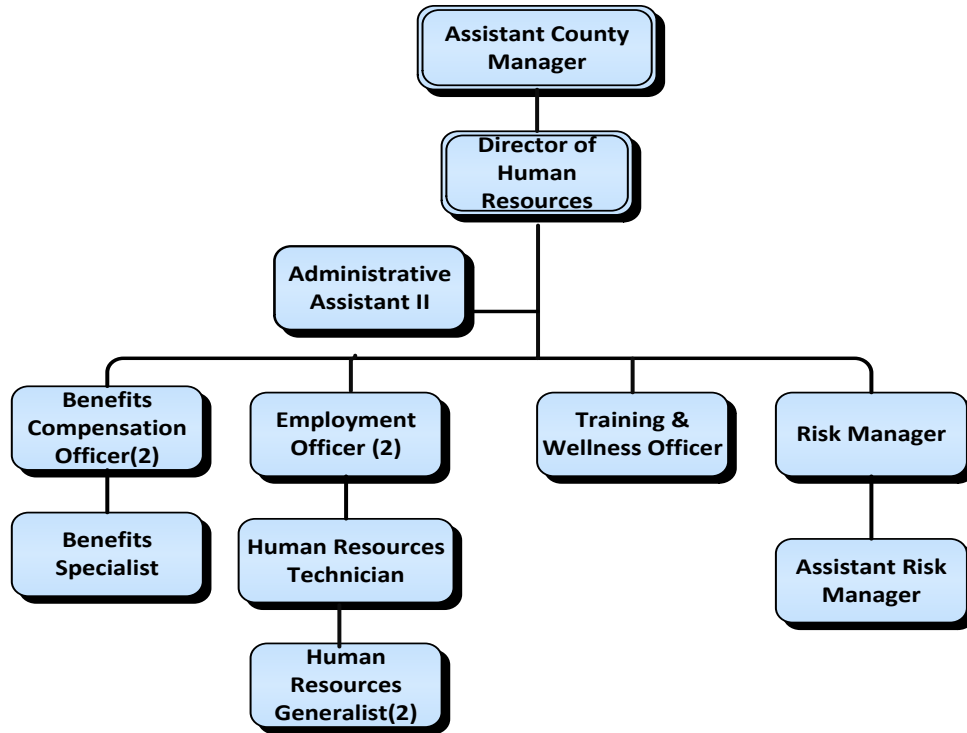 Assistant County
Manager
Director of
Human
Resources
Administrative
Assistant II
Benefits
Compensation
Officer(2)
Employment
Officer (2)
Training &
Wellness Officer
Risk Manager
Benefits
Specialist
Human Resources
Technician
Assistant Risk
Manager
Human
Resources
Generalist(2)